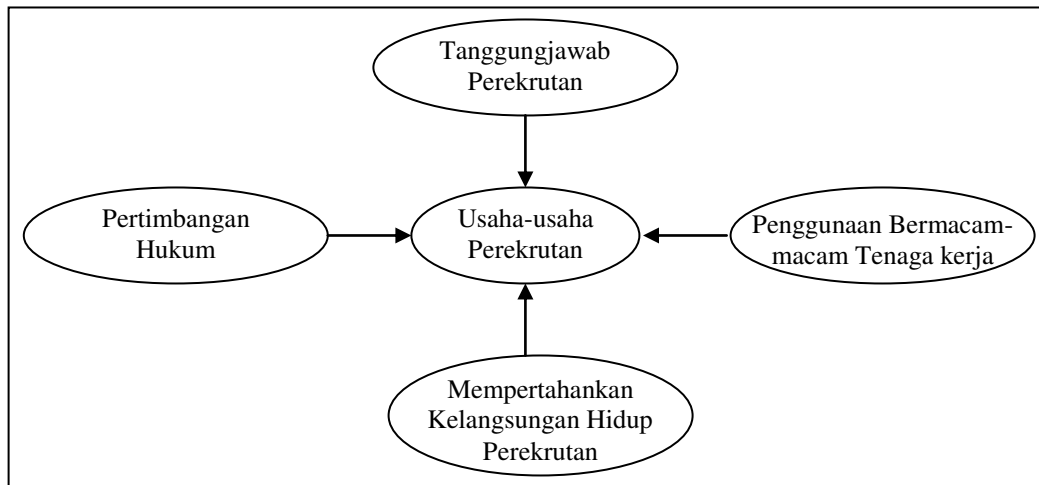 Tanggungjawab
Perekrutan
Pertimbangan
Hukum
Usaha-usaha
Perekrutan
Penggunaan Bermacam-
macam Tenaga kerja
Mempertahankan
Kelangsungan Hidup
Perekrutan